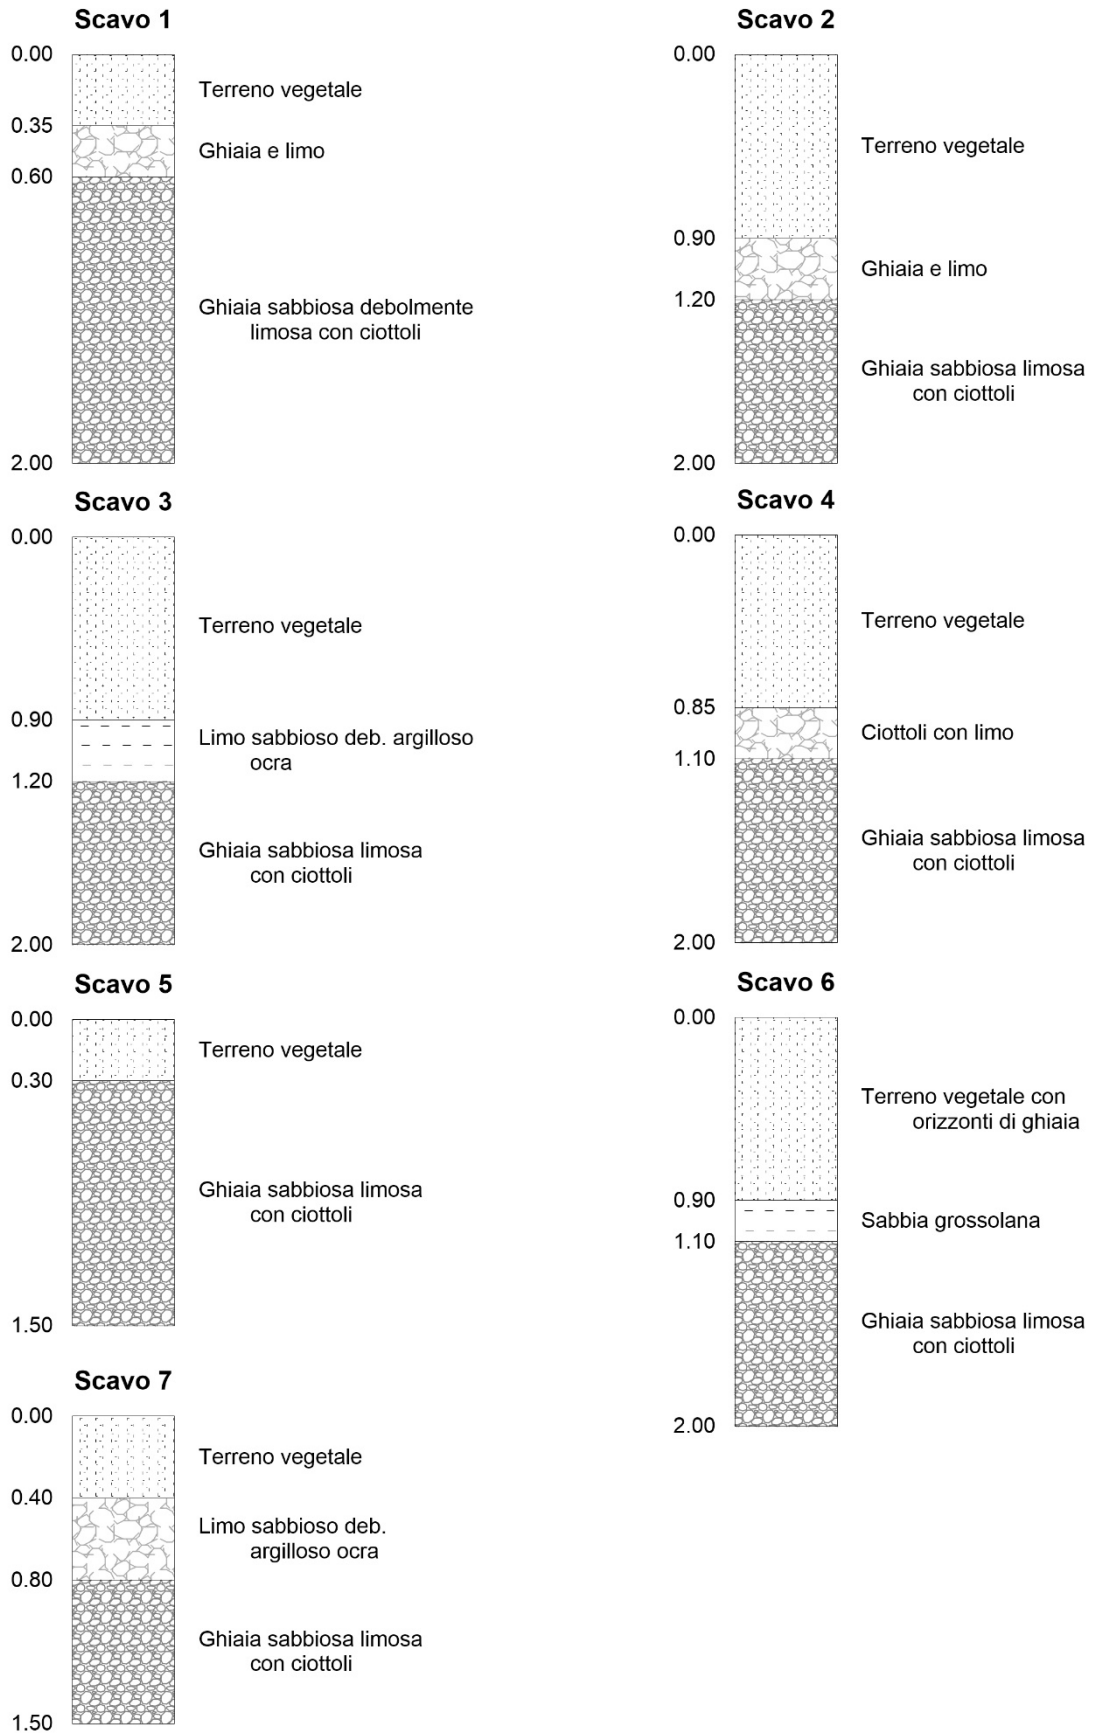 Scavo 1
0.00
Terreno vegetale
0.35
Ghiaia e limo
0.60
Ghiaia sabbiosa debolmente
limosa con ciottoli
2.00
Scavo 2
0.00
Terreno vegetale
0.90
Ghiaia e limo
1.20
Ghiaia sabbiosa limosa
con ciottoli
2.00
Scavo 3
0.00
Terreno vegetale
0.90
Limo sabbioso deb. argilloso
ocra
1.20
Ghiaia sabbiosa limosa
con ciottoli
2.00
Scavo 4
0.00
Terreno vegetale
0.85
Ciottoli con limo
1.10
Ghiaia sabbiosa limosa
con ciottoli
2.00
Scavo 5
0.00
Terreno vegetale
0.30
Ghiaia sabbiosa limosa
con ciottoli
1.50
Scavo 6
0.00
Terreno vegetale con
orizzonti di ghiaia
0.90
Sabbia grossolana
1.10
Ghiaia sabbiosa limosa
con ciottoli
2.00
Scavo 7
0.00
Terreno vegetale
0.40
Limo sabbioso deb.
argilloso ocra
0.80
Ghiaia sabbiosa limosa
con ciottoli
1.50